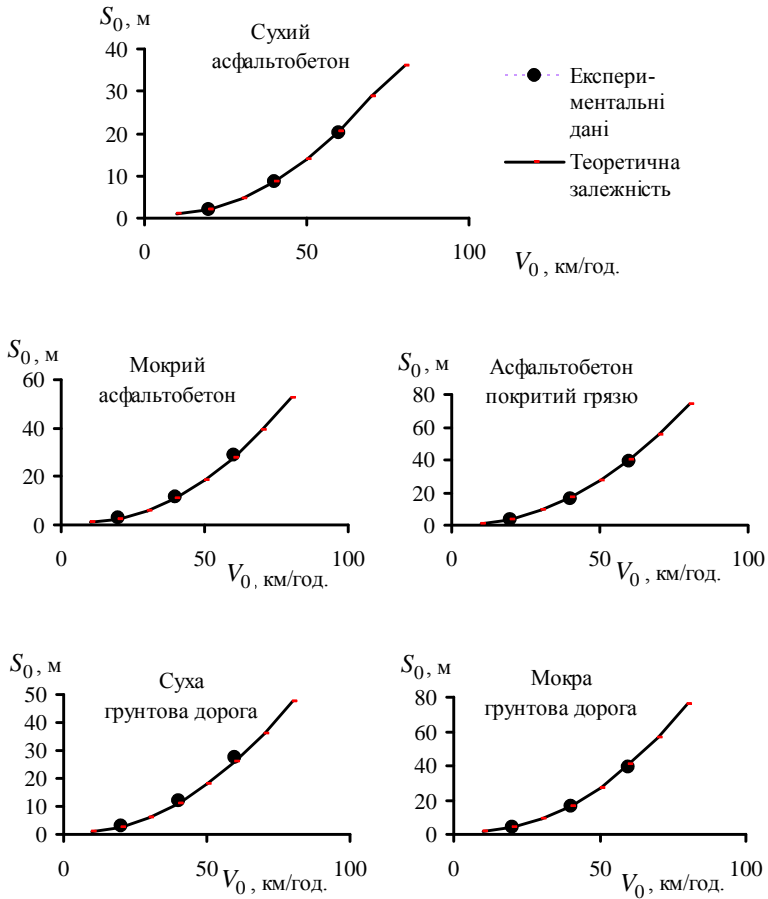 S0, м
Сухий
асфальтобетон
40
30
20
10
0
0
50
100
V0, км/год.
Експери-
ментальні
дані
Теоретична
залежність
S0, м
Мокрий
асфальтобетон
60
40
20
0
0
50
100
V0, км/год.
S0, м
Асфальтобетон
покритий грязю
80
60
40
20
0
0
50
100
V0, км/год.
S0, м
Суха
грунтова дорога
50
40
30
20
10
0
0
50
100
V0, км/год.
S0, м
Мокра
грунтова дорога
80
60
40
20
0
0
50
100
V0, км/год.